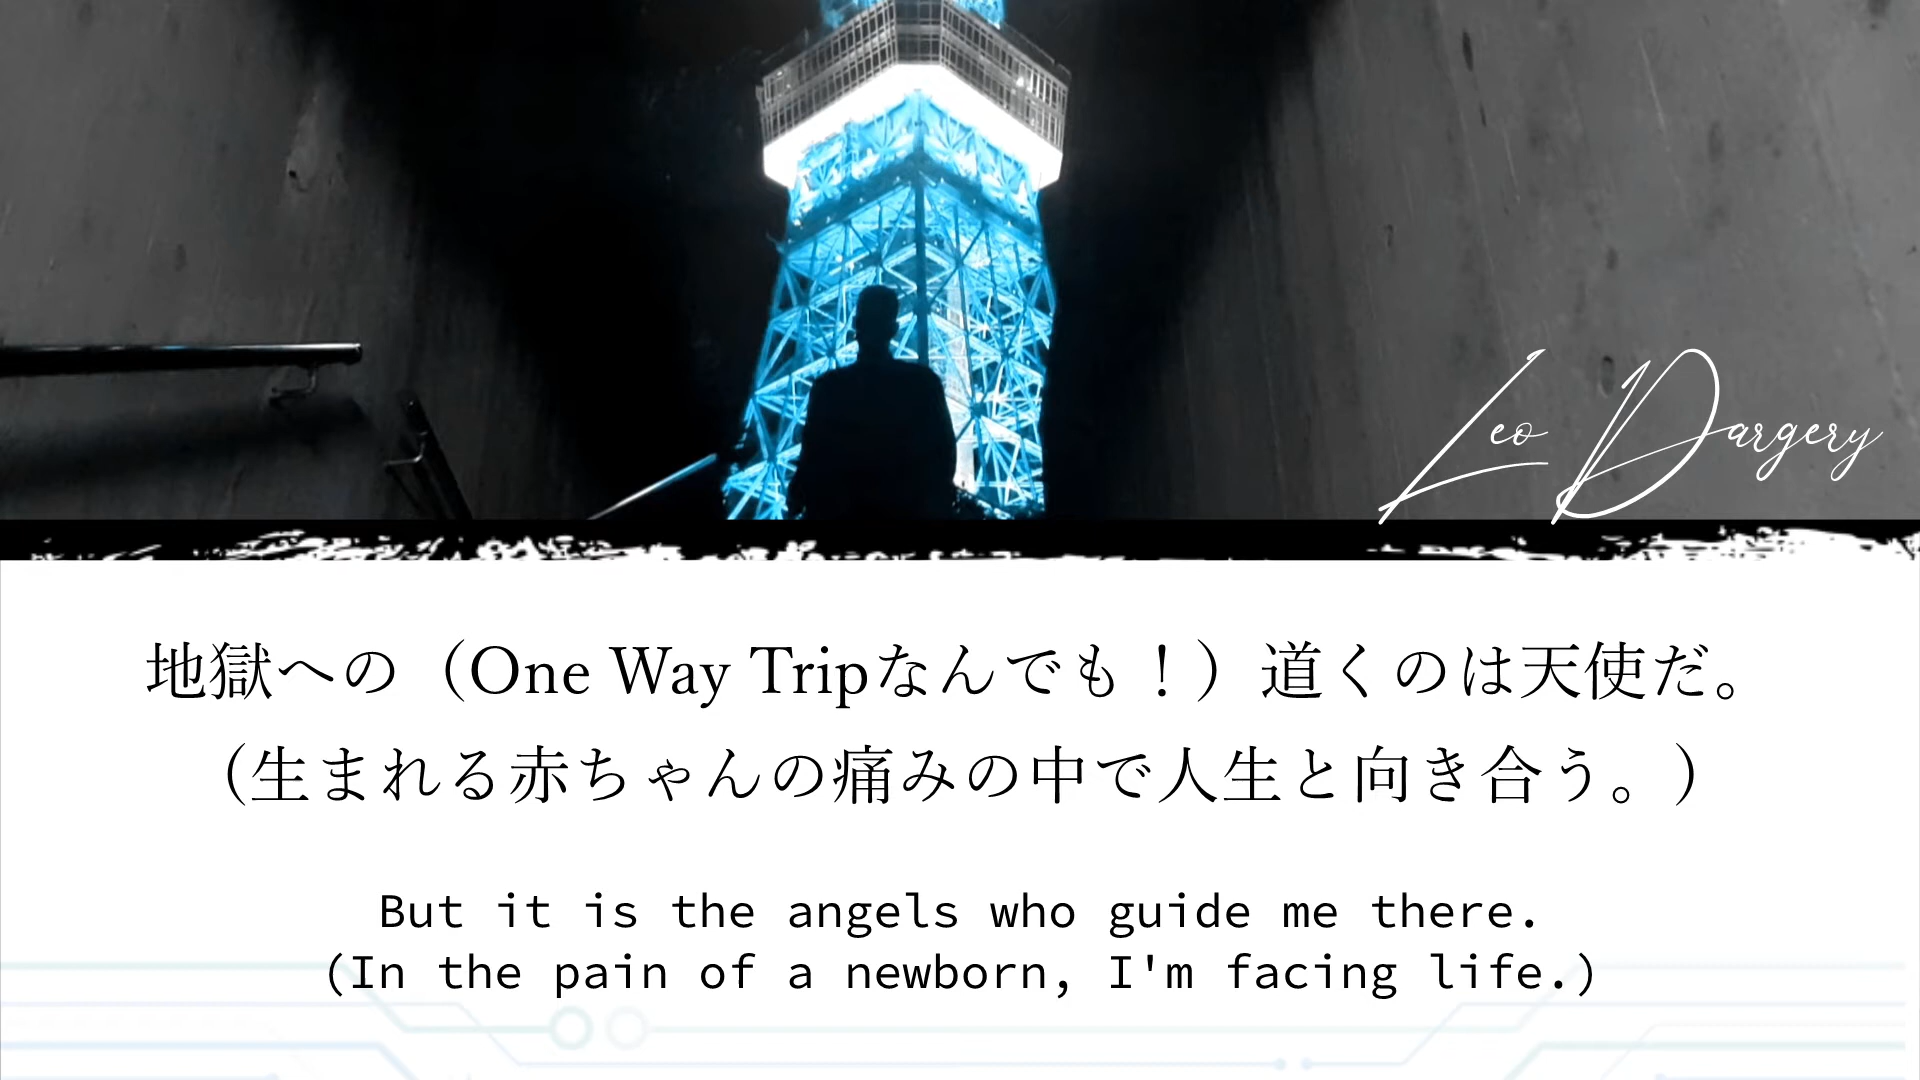 Leo Dargery
地獄への（One Way Tripなんでも！）道くのは天使だ。
（生まれる赤ちゃんの痛みの中で人生と向き合う。）
But it is the angels who guide me there.
(In the pain of a newborn, I'm facing life.)